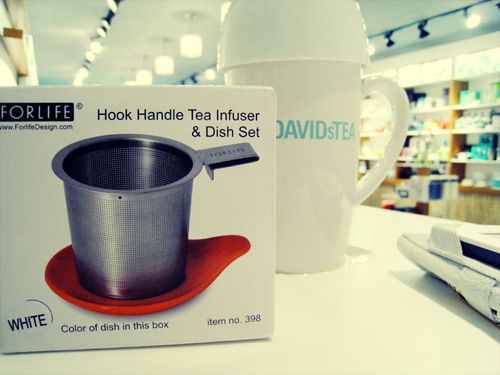 FORLIFE®
www.ForlifeDesign.com
Hook Handle Tea Infuser
& Dish Set
FORLIFE
DAVIDsTEA
WHITE
Color of dish in this box
item no. 398